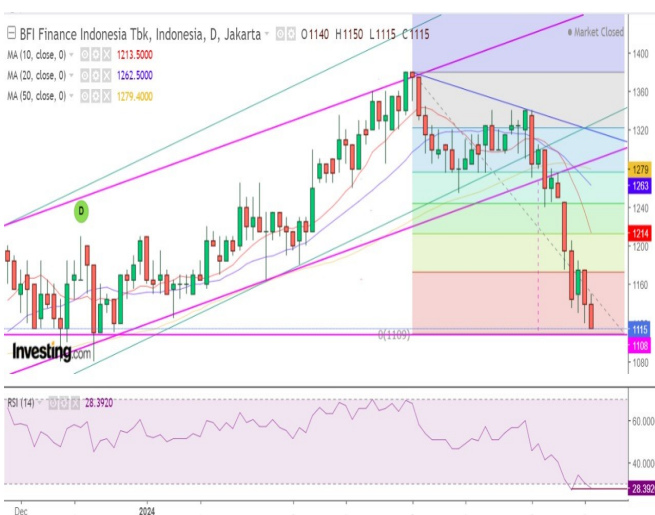 BFI Finance Indonesia Tbk, Indonesia, D, Jakarta O1140 H1150 L1115 C1115
Market Closed
MA (10, close, 0) 1213.5000
MA (20, close, 0) 1262.5000
MA (50, close, 0) 1279.4000
1400
1360
1320
1279
1263
1240
1214
1200
1160
1115
1108
1080
D
0(1109)
Investing.com
RSI (14) 28.3920
60.000
40.000
28.392
Dec 2024